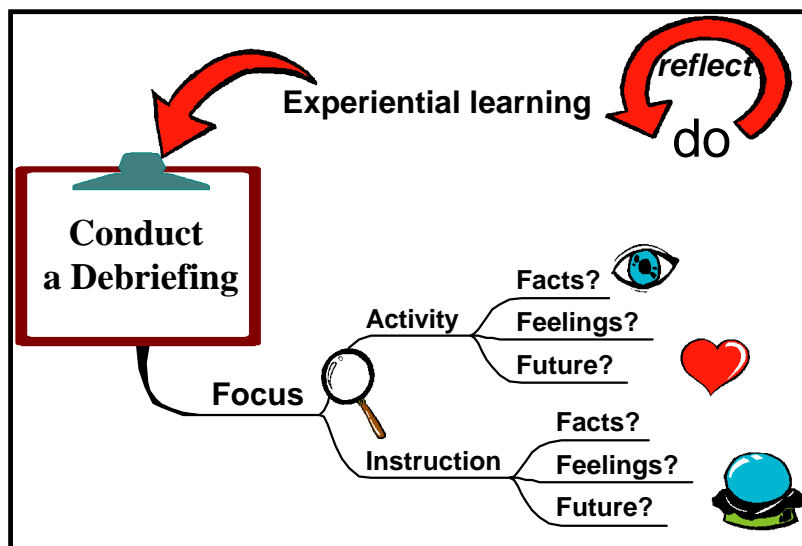 reflect
Experiential learning
do
Conduct
a Debriefing
Facts?
Activity
Feelings?
Future?
Focus
Facts?
Instruction
Feelings?
Future?